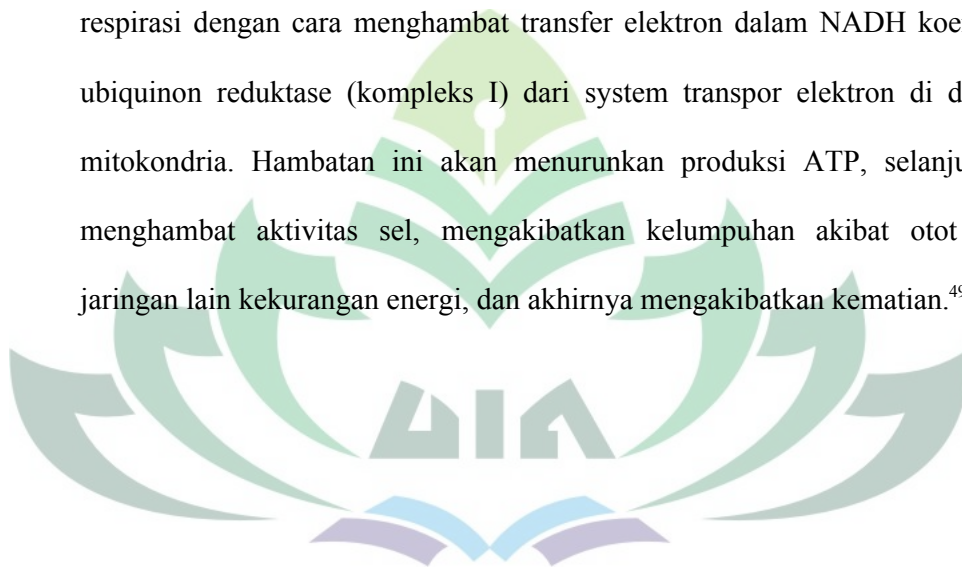 respirasi dengan cara menghambat transfer elektron dalam NADH
ubiquinon reduktase (kompleks I) dari system transpor elektron di
mitokondria. Hambatan ini akan menurunkan produksi ATP,
menghambat aktivitas sel, mengakibatkan kelumpuhan akibat otot
jaringan lain kekurangan energi, dan akhirnya mengakibatkan kematian.⁴⁹
UIN